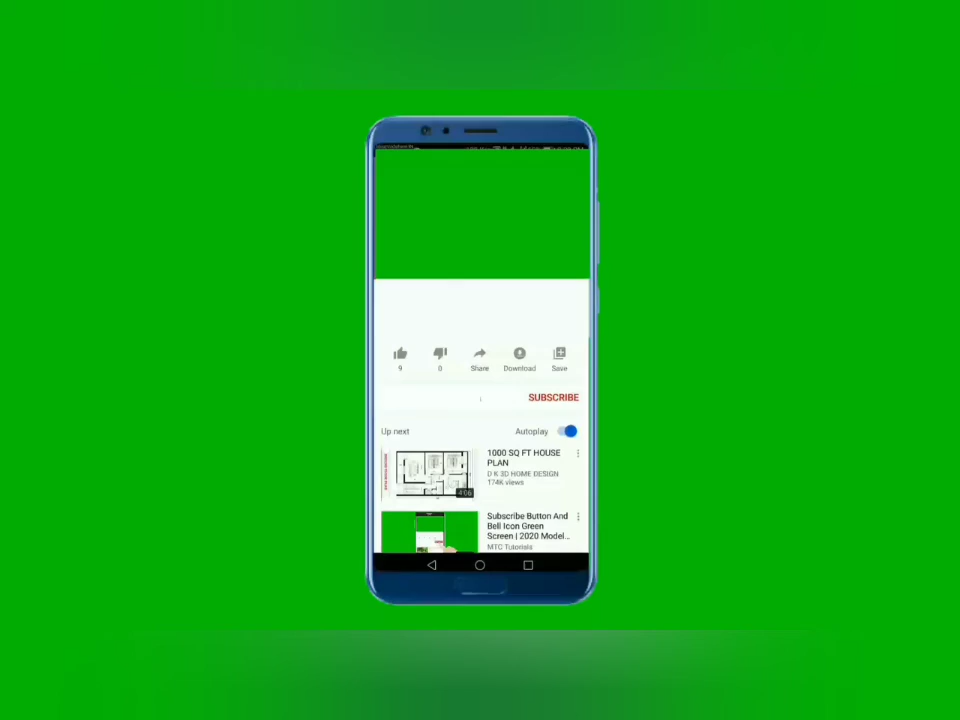 9
0
Share
Download
Save
SUBSCRIBE
Up next
Autoplay
1000 SQ FT HOUSE
PLAN
D K 3D HOME DESIGN
174K views
4:06
Subscribe Button And
Bell Icon Green
Screen | 2020 Model...
MTC Tutorials